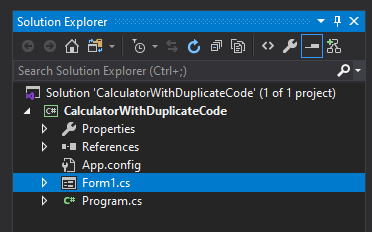 Solution Explorer
Search Solution Explorer (Ctrl+;)
Solution 'CalculatorWithDuplicateCode' (1 of 1 project)
C# CalculatorWithDuplicateCode
Properties
References
App.config
Form1.cs
C# Program.cs